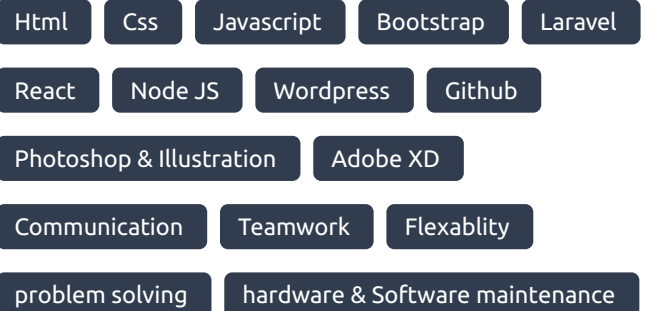 Html Css Javascript Bootstrap Laravel
React Node JS Wordpress Github
Photoshop & Illustration Adobe XD
Communication Teamwork Flexablity
problem solving hardware & Software maintenance